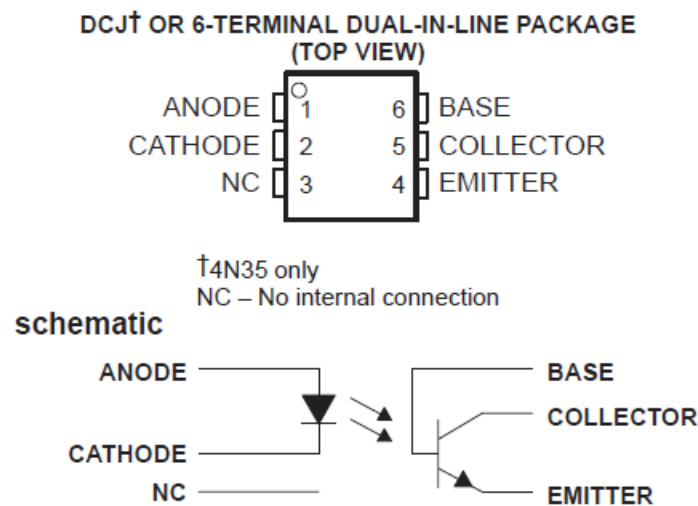 DCJ† OR 6-TERMINAL DUAL-IN-LINE PACKAGE
(TOP VIEW)
ANODE 1 6 BASE
CATHODE 2 5 COLLECTOR
NC 3 4 EMITTER
†4N35 only
NC – No internal connection
schematic
ANODE BASE
COLLECTOR
CATHODE
NC EMITTER